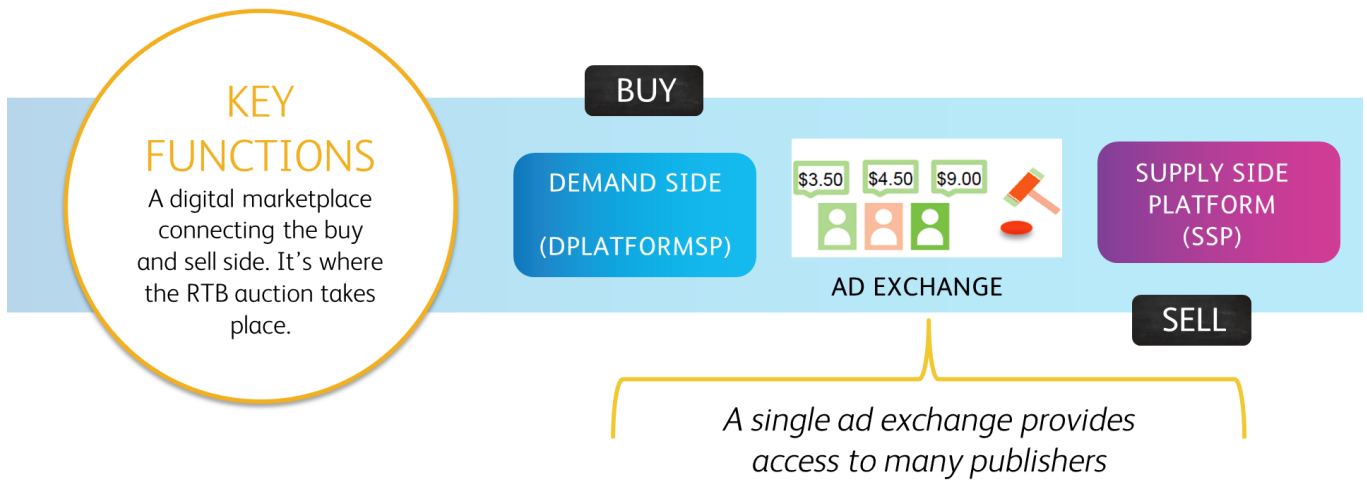 KEY
FUNCTIONS
A digital marketplace
connecting the buy
and sell side. It’s where
the RTB auction takes
place.
BUY
DEMAND SIDE
(DPLATFORMSP)
$3.50 $4.50 $9.00
AD EXCHANGE
SUPPLY SIDE
PLATFORM
(SSP)
SELL
A single ad exchange provides
access to many publishers